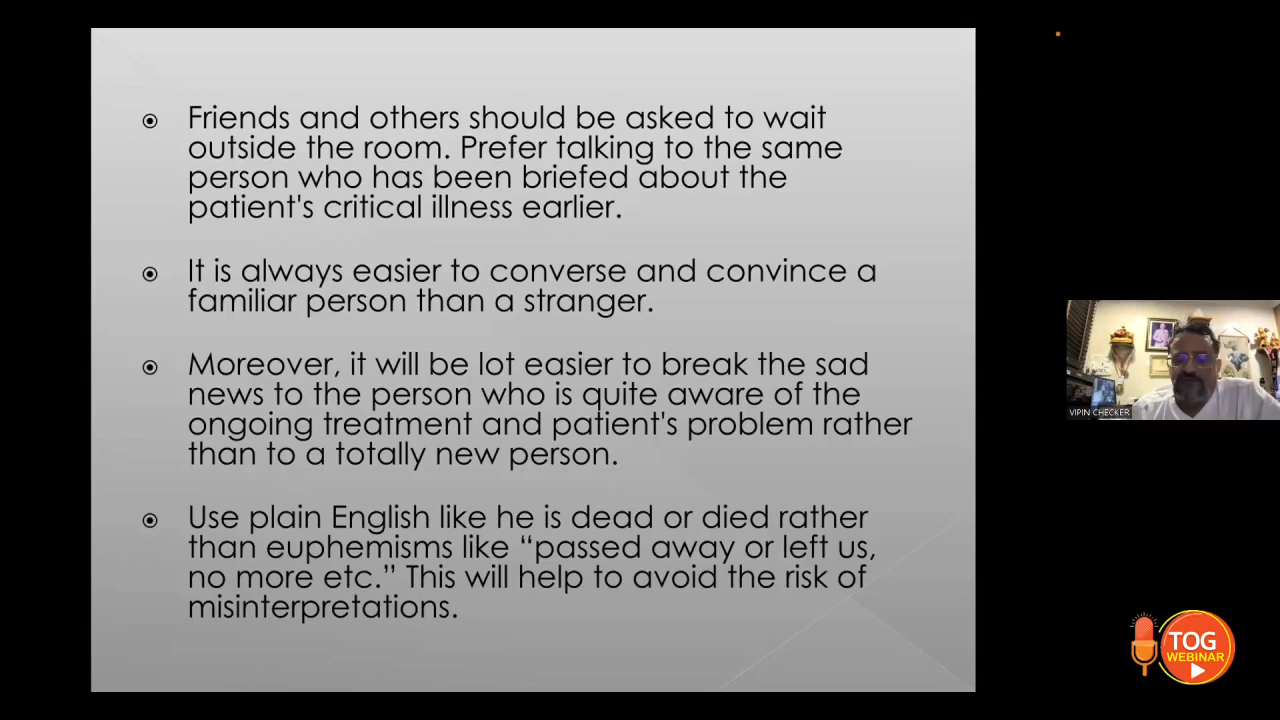 Friends and others should be asked to wait
outside the room. Prefer talking to the same
person who has been briefed about the
patient's critical illness earlier.
It is always easier to converse and convince a
familiar person than a stranger.
Moreover, it will be lot easier to break the sad
news to the person who is quite aware of the
ongoing treatment and patient's problem rather
than to a totally new person.
Use plain English like he is dead or died rather
than euphemisms like “passed away or left us,
no more etc.” This will help to avoid the risk of
misinterpretations.
VIPIN CHECKER
TOG
WEBINAR